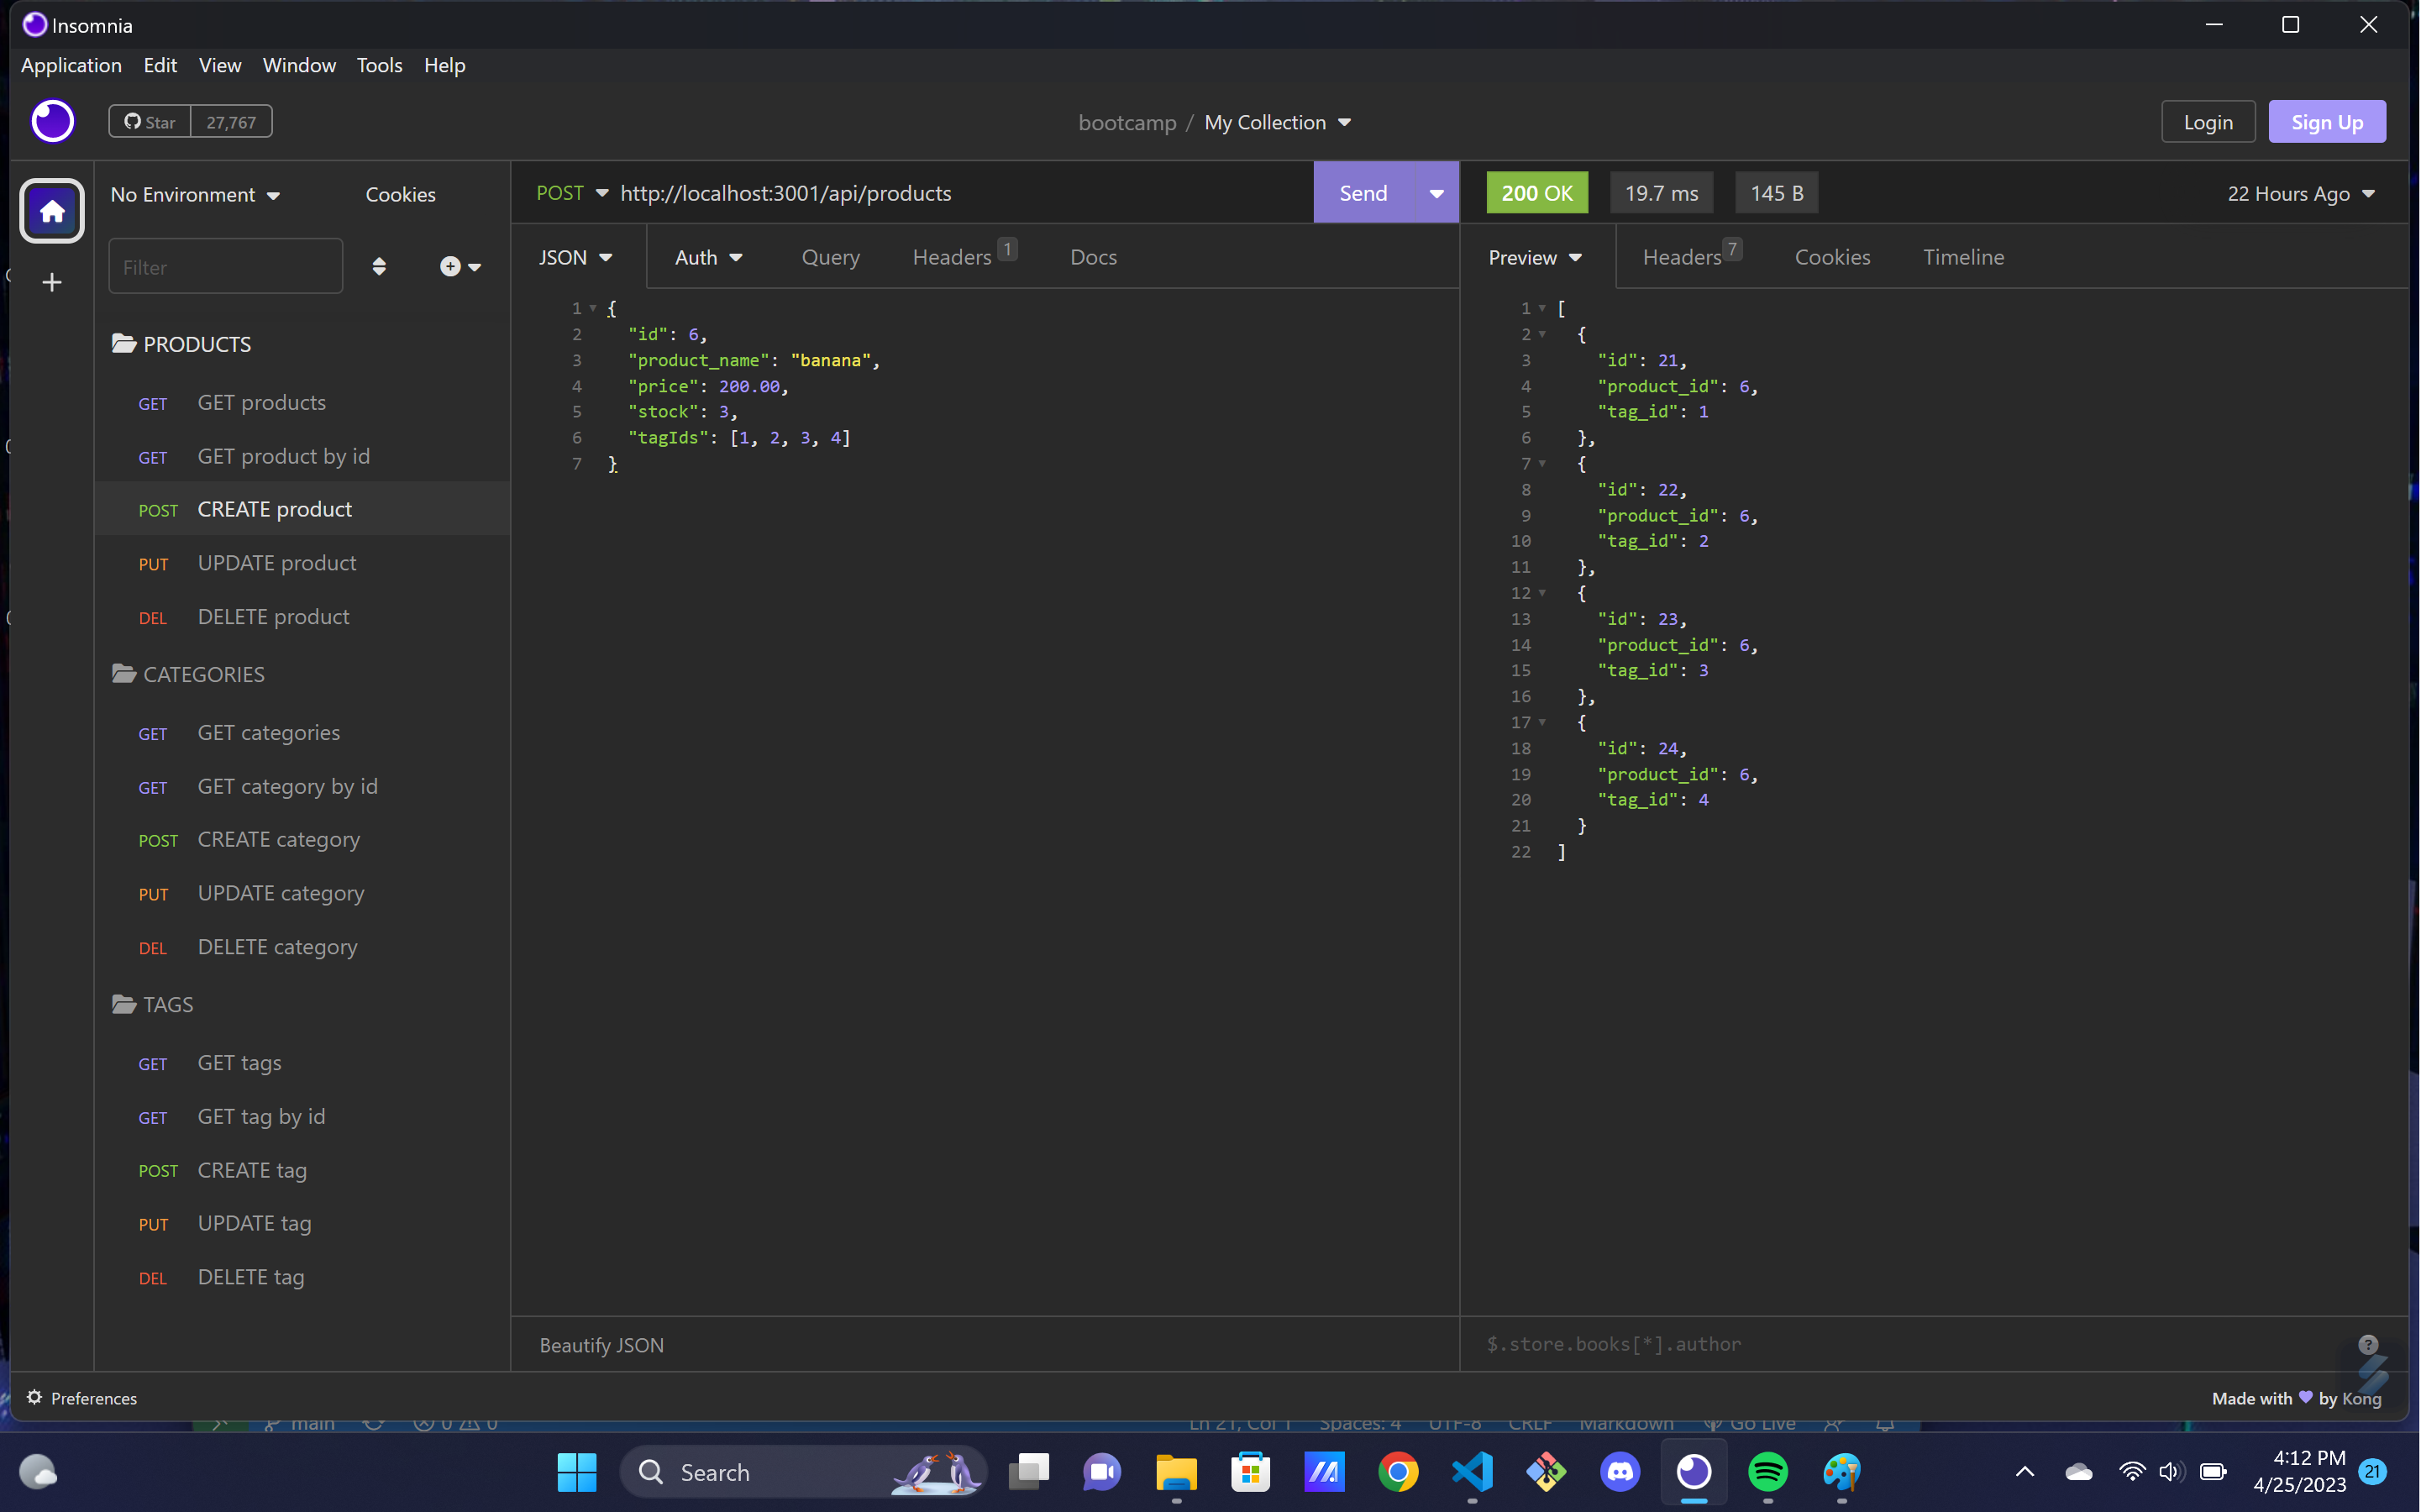 Insomnia
Application Edit View Window Tools Help
Star 27,767
bootcamp / My Collection
Login Sign Up
No Environment Cookies
POST http://localhost:3001/api/products Send
200 OK 19.7 ms 145 B 22 Hours Ago
Filter
JSON Auth Query Headers 1 Docs
Preview Headers 7 Cookies Timeline
PRODUCTS
GET GET products
GET GET product by id
POST CREATE product
PUT UPDATE product
DEL DELETE product
CATEGORIES
GET GET categories
GET GET category by id
POST CREATE category
PUT UPDATE category
DEL DELETE category
TAGS
GET GET tags
GET GET tag by id
POST CREATE tag
PUT UPDATE tag
DEL DELETE tag
1 {
2 "id": 6,
3 "product_name": "banana",
4 "price": 200.00,
5 "stock": 3,
6 "tagIds": [1, 2, 3, 4]
7 }
1 [
2 {
3 "id": 21,
4 "product_id": 6,
5 "tag_id": 1
6 },
7 {
8 "id": 22,
9 "product_id": 6,
10 "tag_id": 2
11 },
12 {
13 "id": 23,
14 "product_id": 6,
15 "tag_id": 3
16 },
17 {
18 "id": 24,
19 "product_id": 6,
20 "tag_id": 4
21 }
22 ]
Beautify JSON
$.store.books[*].author
Preferences
Made with by Kong
main 0 0 Ln 21, Col 1 Spaces: 4 UTF-8 CRLF Markdown Go Live
Search
4:12 PM
4/25/2023
21